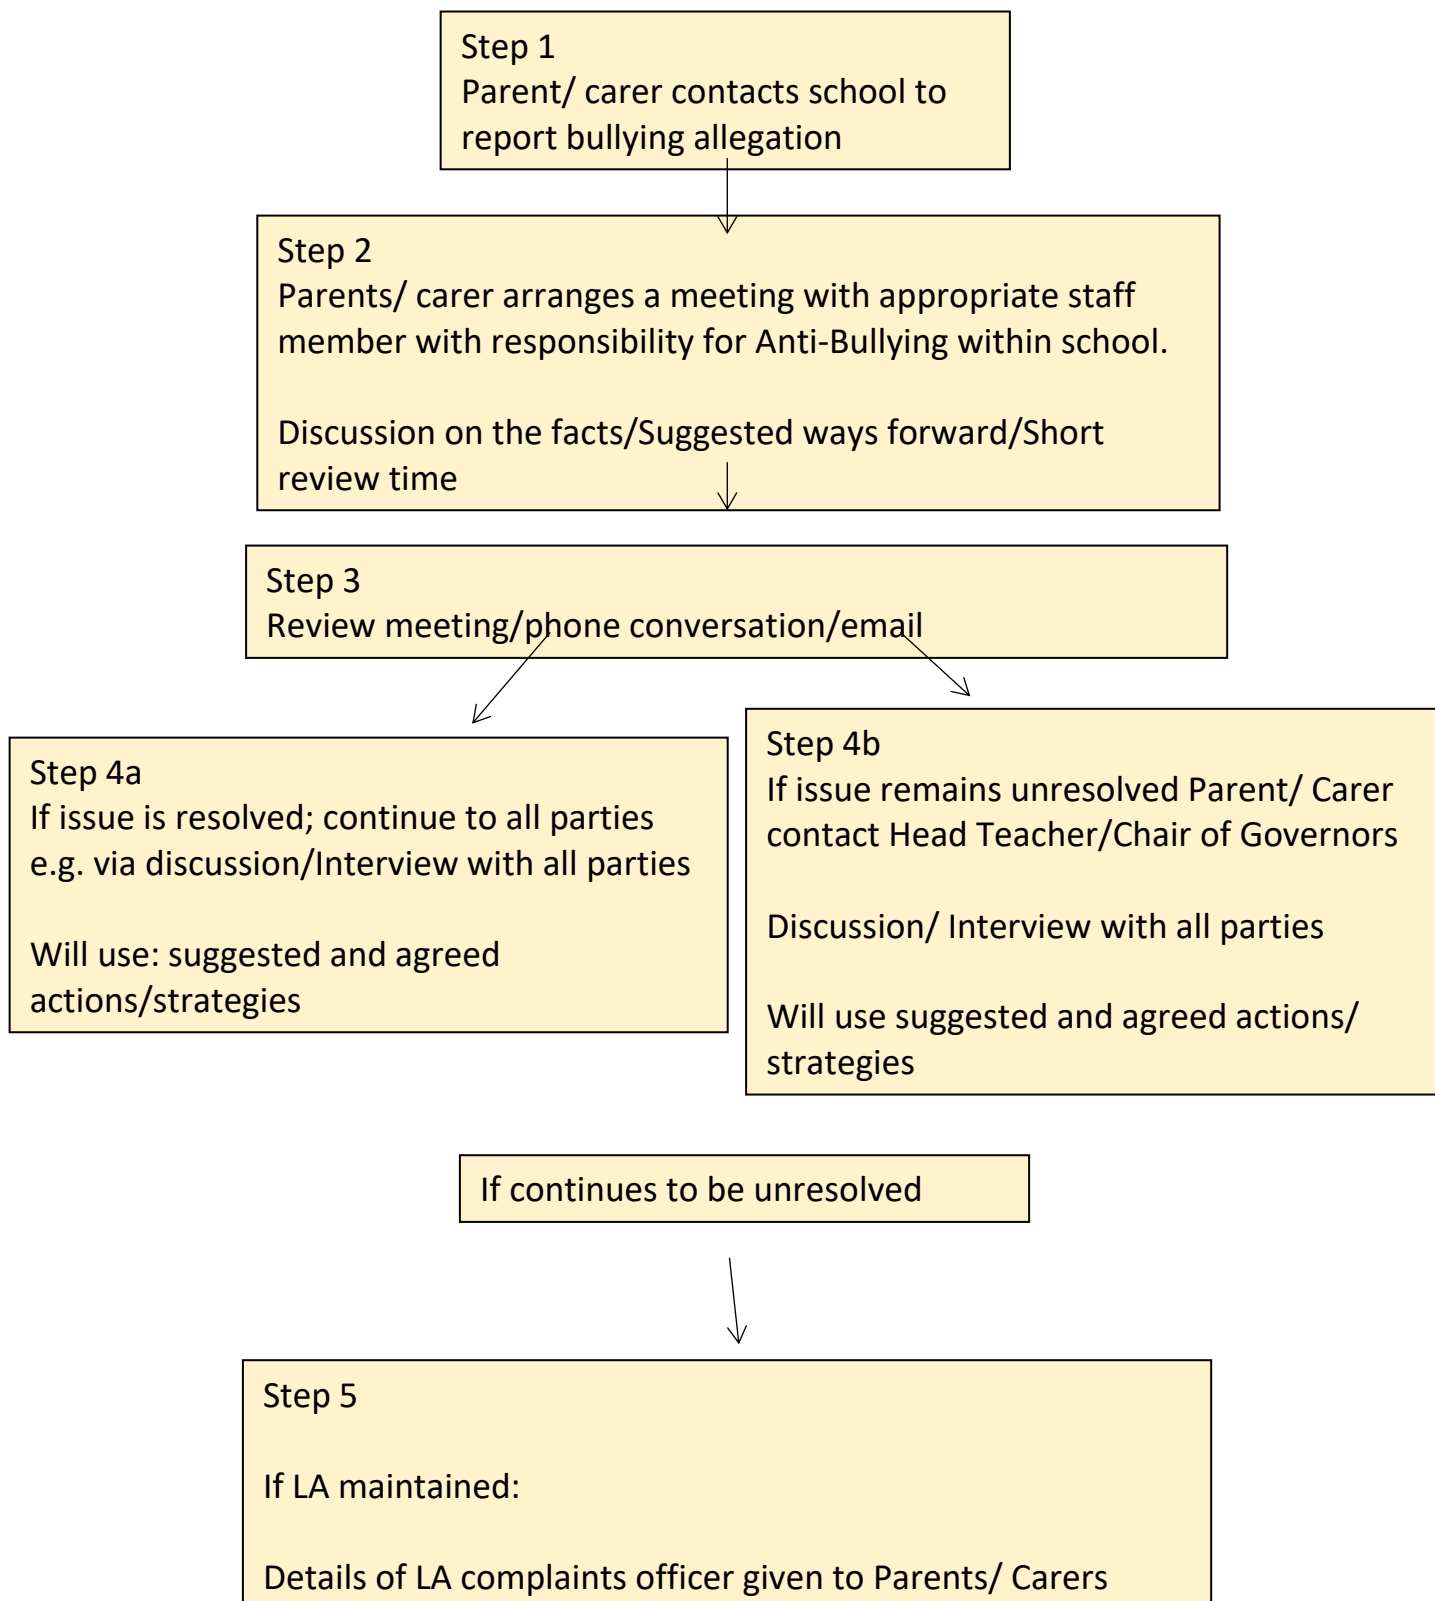 Step 1
Parent/ carer contacts school to
report bullying allegation
Step 2
Parents/ carer arranges a meeting with appropriate staff
member with responsibility for Anti-Bullying within school.
Discussion on the facts/Suggested ways forward/Short
review time
Step 3
Review meeting/phone conversation/email
Step 4a
If issue is resolved; continue to all parties
e.g. via discussion/Interview with all parties
Will use: suggested and agreed
actions/strategies
Step 4b
If issue remains unresolved Parent/ Carer
contact Head Teacher/Chair of Governors
Discussion/ Interview with all parties
Will use suggested and agreed actions/
strategies
If continues to be unresolved
Step 5
If LA maintained:
Details of LA complaints officer given to Parents/ Carers